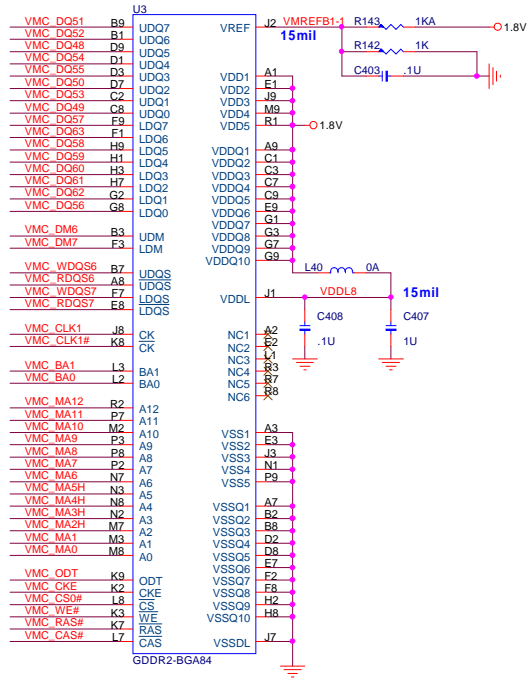 U3
VMC_DQ51 B9 UDQ7
VMC_DQ52 B1 UDQ6
VMC_DQ48 D9 UDQ5
VMC_DQ54 D1 UDQ4
VMC_DQ55 D3 UDQ3
VMC_DQ50 D7 UDQ2
VMC_DQ53 C2 UDQ1
VMC_DQ49 C8 UDQ0
VMC_DQ57 F9 LDQ7
VMC_DQ63 F1 LDQ6
VMC_DQ58 H9 LDQ5
VMC_DQ59 H1 LDQ4
VMC_DQ60 H3 LDQ3
VMC_DQ61 H7 LDQ2
VMC_DQ62 G2 LDQ1
VMC_DQ56 G8 LDQ0
VMC_DM6 B3 UDM
VMC_DM7 F3 LDM
VMC_WDQS6 B7 UDQS
VMC_RDQS6 A8 UDQS
VMC_WDQS7 F7 LDQS
VMC_RDQS7 E8 LDQS
VMC_CLK1 J8 CK
VMC_CLK1# K8 CK
VMC_BA1 L3 BA1
VMC_BA0 L2 BA0
VMC_MA12 R2 A12
VMC_MA11 P7 A11
VMC_MA10 M2 A10
VMC_MA9 P3 A9
VMC_MA8 P8 A8
VMC_MA7 P2 A7
VMC_MA6 N7 A6
VMC_MA5H N3 A5
VMC_MA4H N8 A4
VMC_MA3H N2 A3
VMC_MA2H M7 A2
VMC_MA1 M3 A1
VMC_MA0 M8 A0
VMC_ODT K9 ODT
VMC_CKE K2 CKE
VMC_CS0# L8 CS
VMC_WE# K3 WE
VMC_RAS# K7 RAS
VMC_CAS# L7 CAS
GDDR2-BGA84
VREF J2 VMREFB1-1 R143 1KA 1.8V
15mil
R142 1K
C403 .1U
VDD1 A1
VDD2 E1
VDD3 J9
VDD4 M9
VDD5 R1 1.8V
VDDQ1 A9
VDDQ2 C1
VDDQ3 C3
VDDQ4 C7
VDDQ5 C9
VDDQ6 E9
VDDQ7 G1
VDDQ8 G3
VDDQ9 G7
VDDQ10 G9
L40 0A
VDDL J1 VDDL8 15mil
C408 C407
.1U 1U
NC1 A2
NC2 E2
NC3 L1
NC4 R3
NC5 R7
NC6 R8
VSS1 A3
VSS2 E3
VSS3 J3
VSS4 N1
VSS5 P9
VSSQ1 A7
VSSQ2 B2
VSSQ3 B8
VSSQ4 D2
VSSQ5 D8
VSSQ6 E7
VSSQ7 F2
VSSQ8 F8
VSSQ9 H2
VSSQ10 H8
VSSDL J7